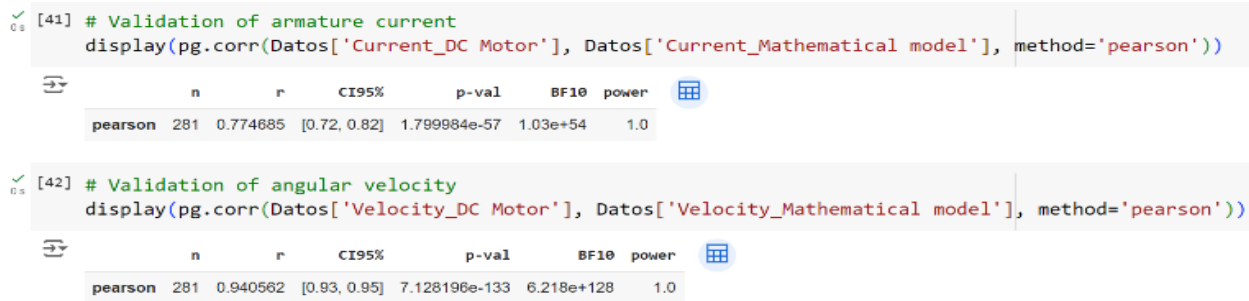 [41] # Validation of armature current
display(pg.corr(Datos['Current_DC Motor'], Datos['Current_Mathematical model'], method='pearson'))
n r CI95% p-val BF10 power
pearson 281 0.774685 [0.72, 0.82] 1.799984e-57 1.03e+54 1.0
[42] # Validation of angular velocity
display(pg.corr(Datos['Velocity_DC Motor'], Datos['Velocity_Mathematical model'], method='pearson'))
n r CI95% p-val BF10 power
pearson 281 0.940562 [0.93, 0.95] 7.128196e-133 6.218e+128 1.0